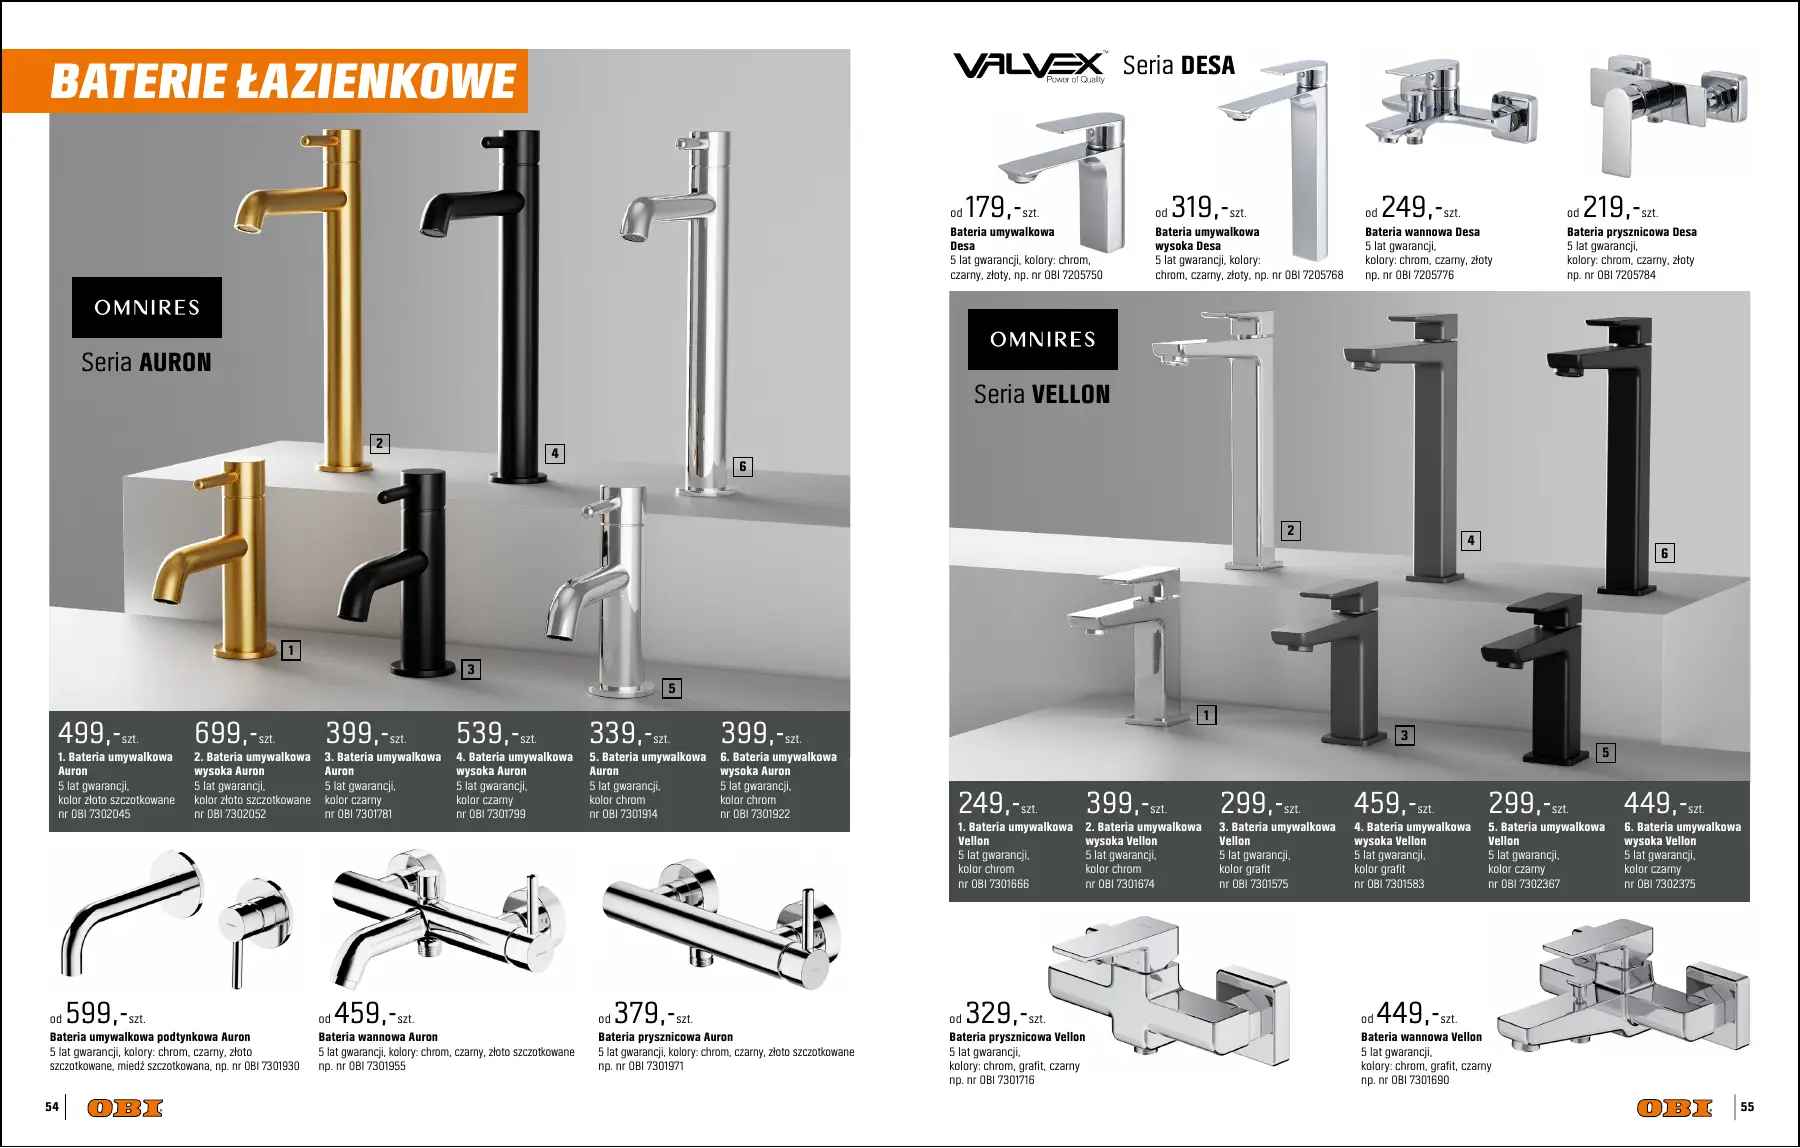 BATERIE ŁAZIENKOWE
OMNIRES
Seria AURON
2
4
6
1
3
5
499,-szt.
1. Bateria umywalkowa
Auron
5 lat gwarancji,
kolor złoto szczotkowane
nr OBI 7302045
699,-szt.
2. Bateria umywalkowa
wysoka Auron
5 lat gwarancji,
kolor złoto szczotkowane
nr OBI 7302052
399,-szt.
3. Bateria umywalkowa
Auron
5 lat gwarancji,
kolor czarny
nr OBI 7301781
539,-szt.
4. Bateria umywalkowa
wysoka Auron
5 lat gwarancji,
kolor czarny
nr OBI 7301799
339,-szt.
5. Bateria umywalkowa
Auron
5 lat gwarancji,
kolor chrom
nr OBI 7301914
399,-szt.
6. Bateria umywalkowa
wysoka Auron
5 lat gwarancji,
kolor chrom
nr OBI 7301922
od 599,-szt.
Bateria umywalkowa podtynkowa Auron
5 lat gwarancji, kolory: chrom, czarny, złoto
szczotkowane, miedź szczotkowana, np. nr OBI 7301930
od 459,-szt.
Bateria wannowa Auron
5 lat gwarancji, kolory: chrom, czarny, złoto szczotkowane
np. nr OBI 7301955
od 379,-szt.
Bateria prysznicowa Auron
5 lat gwarancji, kolory: chrom, czarny, złoto szczotkowane
np. nr OBI 7301971
54
OBI
VALVEX™
Power of Quality
Seria DESA
od 179,-szt.
Bateria umywalkowa
Desa
5 lat gwarancji, kolory: chrom,
czarny, złoty, np. nr OBI 7205750
od 319,-szt.
Bateria umywalkowa
wysoka Desa
5 lat gwarancji, kolory:
chrom, czarny, złoty, np. nr OBI 7205768
od 249,-szt.
Bateria wannowa Desa
5 lat gwarancji,
kolory: chrom, czarny, złoty
np. nr OBI 7205776
od 219,-szt.
Bateria prysznicowa Desa
5 lat gwarancji,
kolory: chrom, czarny, złoty
np. nr OBI 7205784
OMNIRES
Seria VELLON
2
4
6
1
3
5
249,-szt.
1. Bateria umywalkowa
Vellon
5 lat gwarancji,
kolor chrom
nr OBI 7301666
399,-szt.
2. Bateria umywalkowa
wysoka Vellon
5 lat gwarancji,
kolor chrom
nr OBI 7301674
299,-szt.
3. Bateria umywalkowa
Vellon
5 lat gwarancji,
kolor grafit
nr OBI 7301575
459,-szt.
4. Bateria umywalkowa
wysoka Vellon
5 lat gwarancji,
kolor grafit
nr OBI 7301583
299,-szt.
5. Bateria umywalkowa
Vellon
5 lat gwarancji,
kolor czarny
nr OBI 7302367
449,-szt.
6. Bateria umywalkowa
wysoka Vellon
5 lat gwarancji,
kolor czarny
nr OBI 7302375
od 329,-szt.
Bateria prysznicowa Vellon
5 lat gwarancji,
kolory: chrom, grafit, czarny
np. nr OBI 7301716
od 449,-szt.
Bateria wannowa Vellon
5 lat gwarancji,
kolory: chrom, grafit, czarny
np. nr OBI 7301690
OBI
55